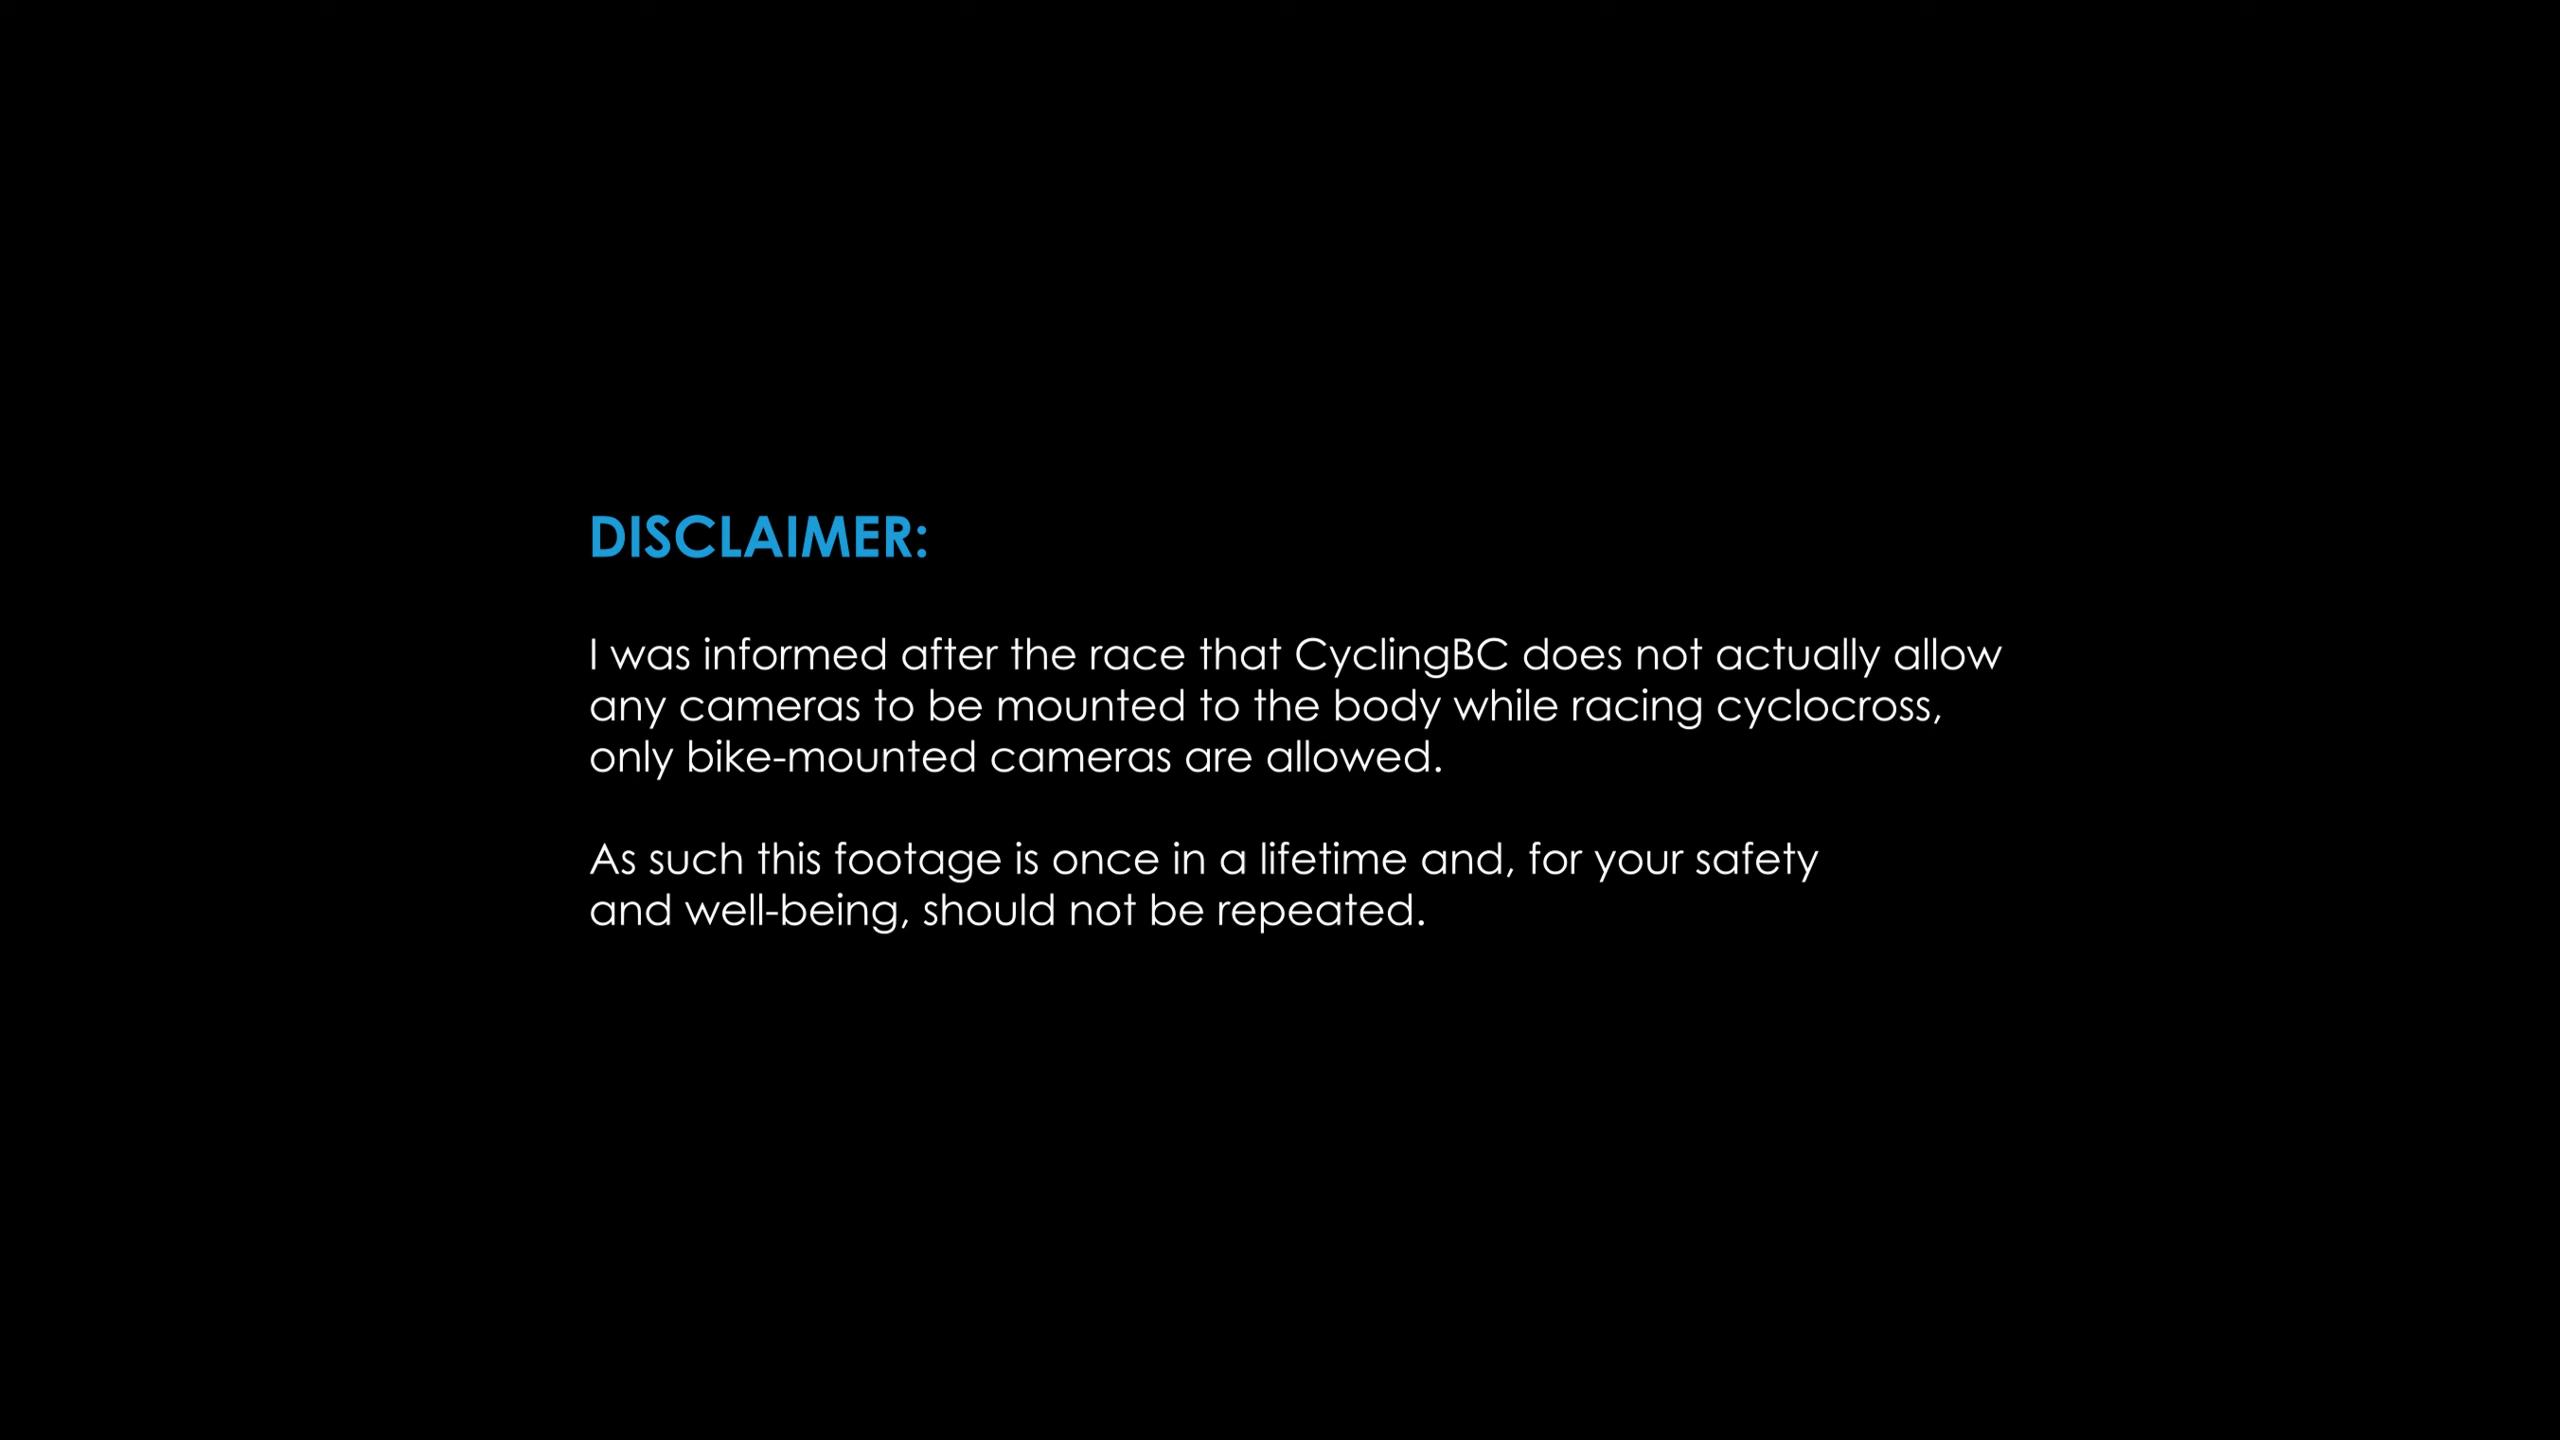 DISCLAIMER:
I was informed after the race that CyclingBC does not actually allow
any cameras to be mounted to the body while racing cyclocross,
only bike-mounted cameras are allowed.
As such this footage is once in a lifetime and, for your safety
and well-being, should not be repeated.